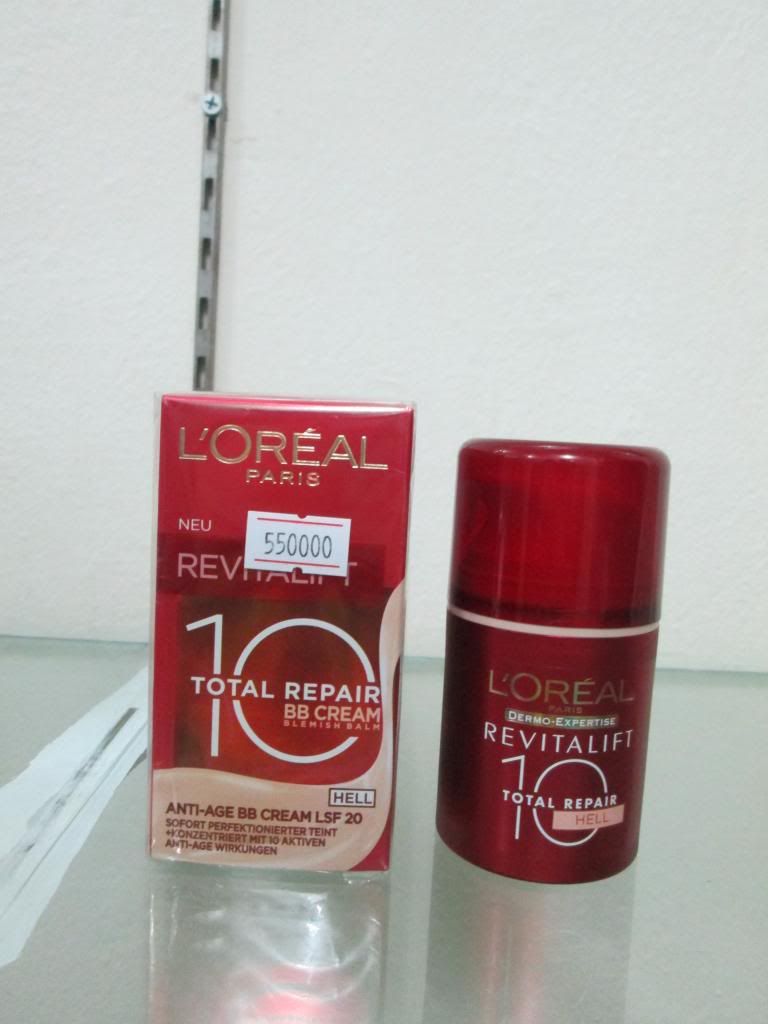 L'ORÉAL
PARIS
NEU
550000
REVITALIFT
10
TOTAL REPAIR
BB CREAM
BLEMISH BALM
HELL
ANTI-AGE BB CREAM LSF 20
SOFORT PERFEKTIONIERTER TEINT
+KONZENTRIERT MIT 10 AKTIVEN
ANTI-AGE WIRKUNGEN
L'ORÉAL
PARIS
DERMO-EXPERTISE
REVITALIFT
10
TOTAL REPAIR
HELL